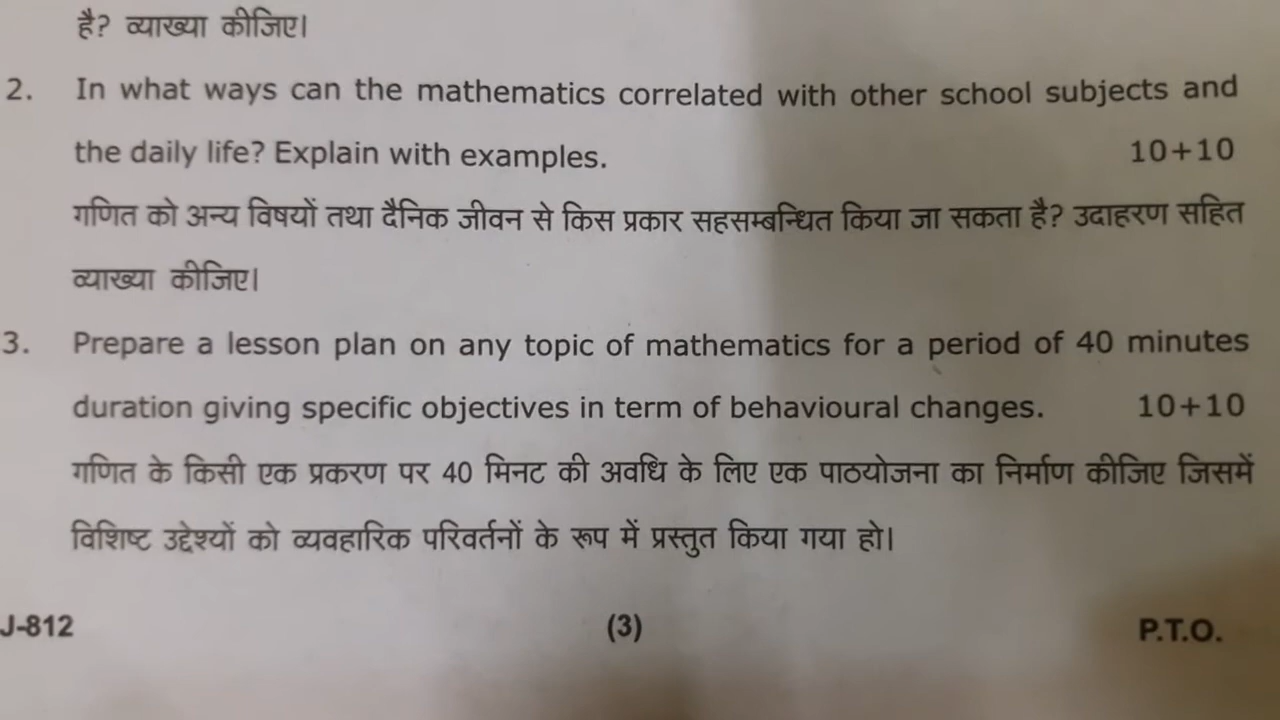 है? व्याख्या कीजिए।
2. In what ways can the mathematics correlated with other school subjects and
the daily life? Explain with examples. 10+10
गणित को अन्य विषयों तथा दैनिक जीवन से किस प्रकार सहसम्बन्धित किया जा सकता है? उदाहरण सहित
व्याख्या कीजिए।
3. Prepare a lesson plan on any topic of mathematics for a period of 40 minutes
duration giving specific objectives in term of behavioural changes. 10+10
गणित के किसी एक प्रकरण पर 40 मिनट की अवधि के लिए एक पाठयोजना का निर्माण कीजिए जिसमें
विशिष्ट उद्देश्यों को व्यवहारिक परिवर्तनों के रूप में प्रस्तुत किया गया हो।
J-812 (3) P.T.O.